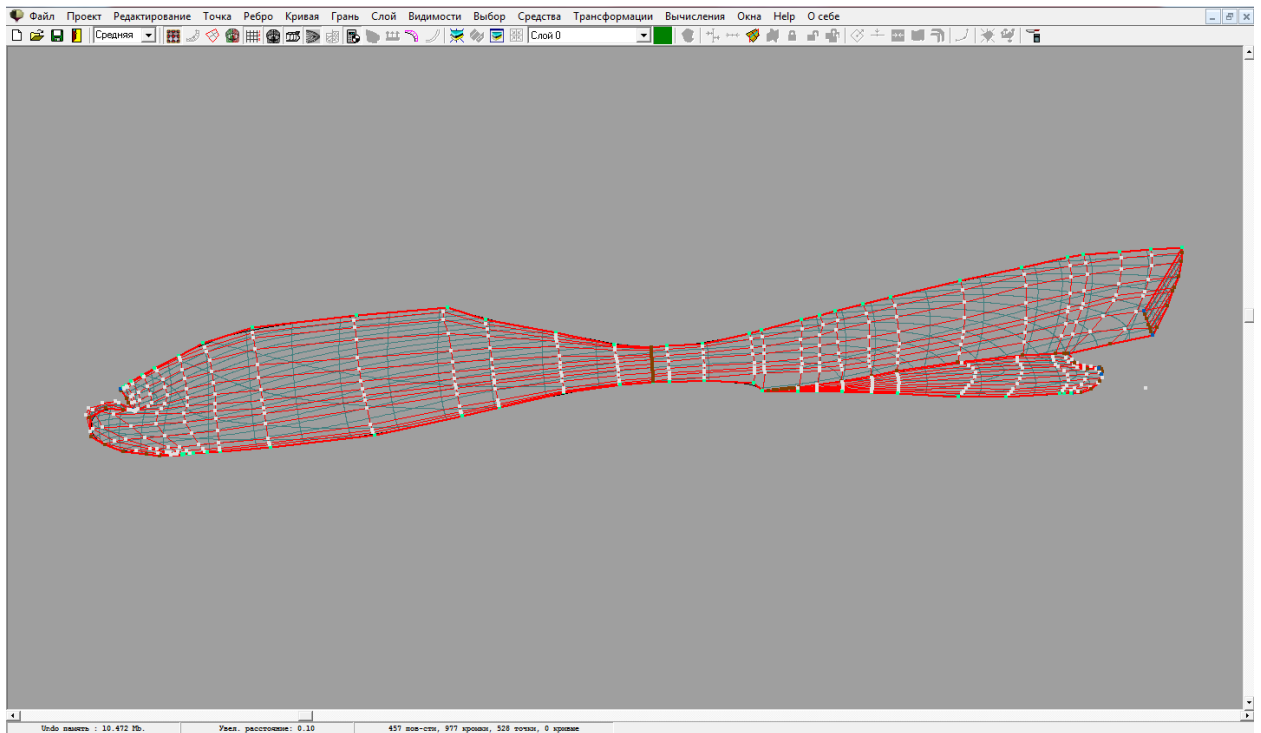 Файл Проект Редактирование Точка Ребро Кривая Грань Слой Видимости Выбор Средства Трансформации Вычисления Окна Help О себе
Средняя Слой 0
Undo память : 10.472 Mb. Увел. расстояние: 0.10 457 пов-сти, 977 кромки, 528 точки, 0 кривые